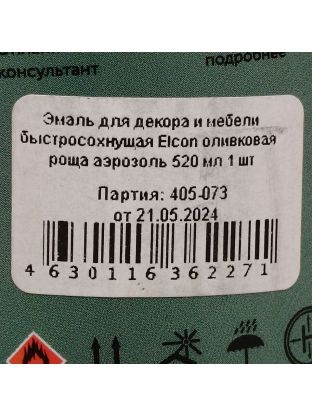 подробнее
консультант
Эмаль для декора и мебели
быстросохнущая Elcon оливковая
роща аэрозоль 520 мл 1 шт
Партия: 405-073
от 21.05.2024
4 630116 362271